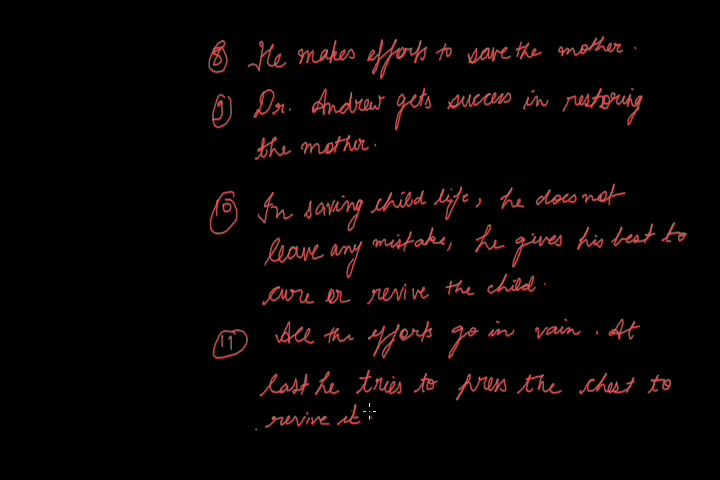 ⑧ He makes efforts to save the mother.
⑨ Dr. Andrew gets success in restoring
the mother.
⑩ In saving child life, he does not
leave any mistake, he gives his best to
cure or revive the child.
⑪ All the efforts go in vain. At
last he tries to press the chest to
revive it